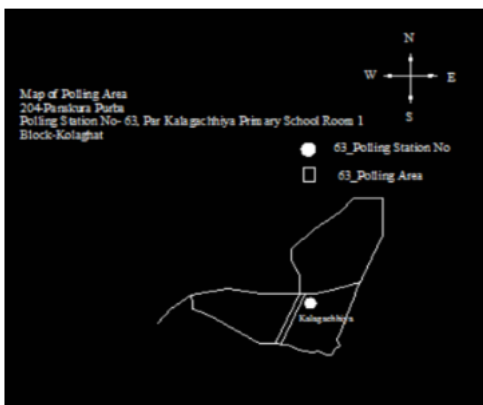 N
W E
S
Map of Polling Area
204-Panskura Purba
Polling Station No- 63, Par Kalagachhiya Primary School Room 1
Block-Kolaghat
63_Polling Station No
63_Polling Area
Kalagachhiya